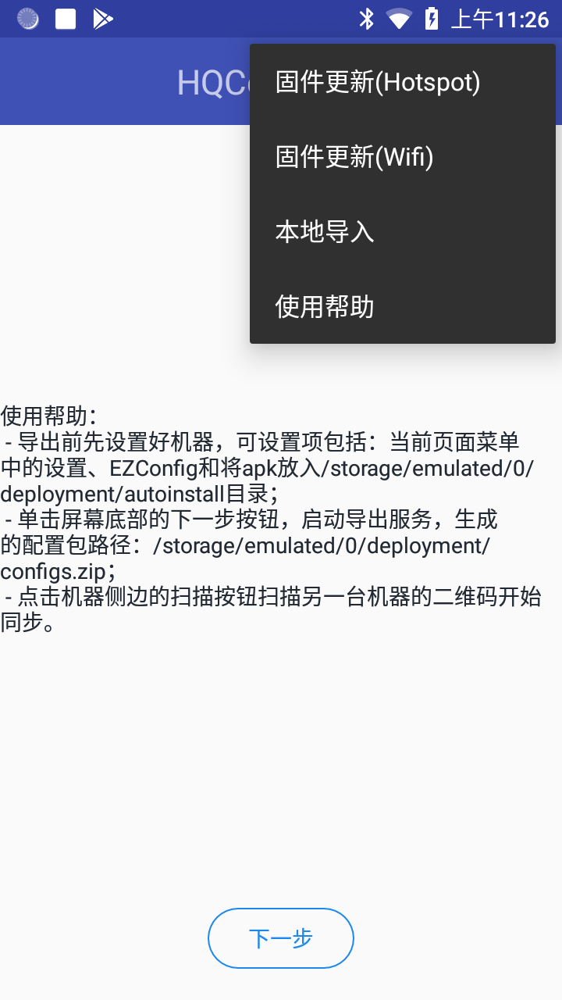 上午11:26
HQC
固件更新(Hotspot)
固件更新(Wifi)
本地导入
使用帮助
使用帮助：
- 导出前先设置好机器，可设置项包括：当前页面菜单
中的设置、EZConfig和将apk放入/storage/emulated/0/
deployment/autoinstall目录；
- 单击屏幕底部的下一步按钮，启动导出服务，生成
的配置包路径：/storage/emulated/0/deployment/
configs.zip；
- 点击机器侧边的扫描按钮扫描另一台机器的二维码开始
同步。
下一步